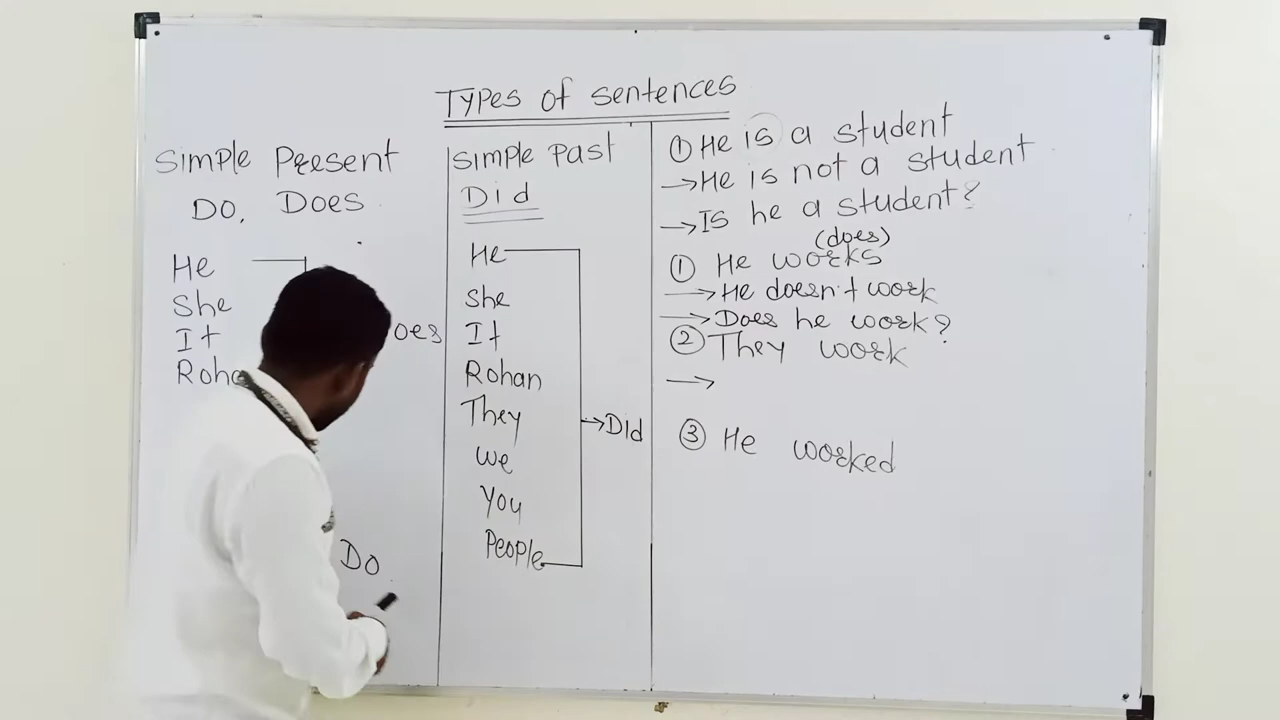 Types of sentences
Simple Present
Do, Does
He
She
It
Do
Simple Past
Did
He
She
It
Rohan
They
We
You
People
→Did
① He is a student
→He is not a student
→Is he a student?
(does)
① He works
→He doesn't work
→Does he work?
② They work
→
③ He worked